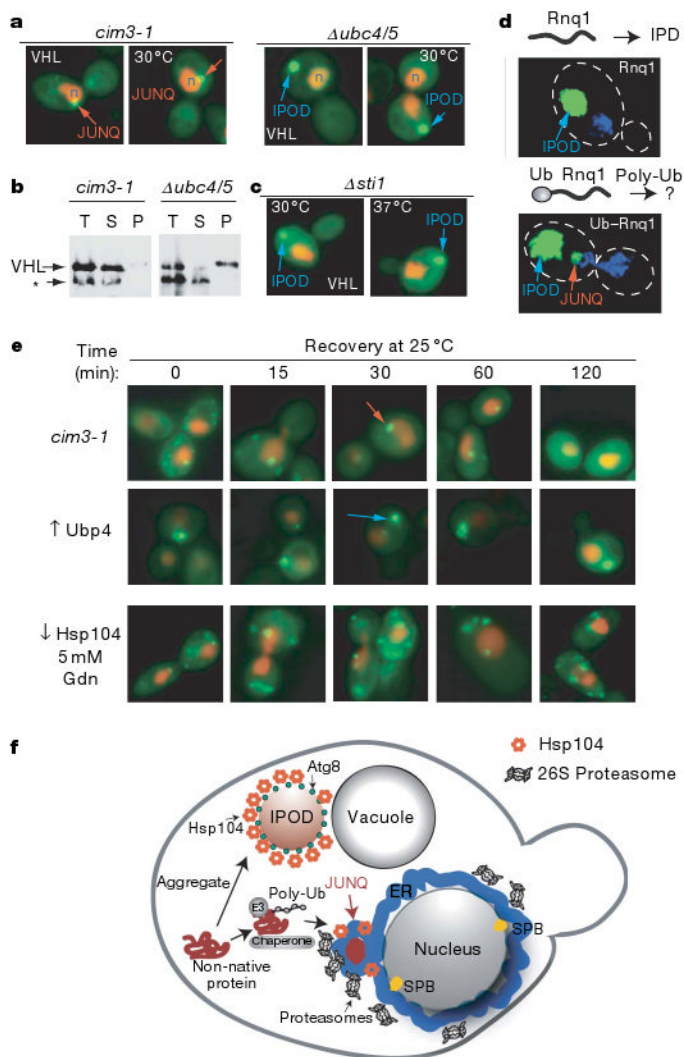 a
cim3-1
Δubc4/5
VHL
30°C
n
n
JUNQ
JUNQ
30°C
n
n
IPOD
IPOD
VHL
d
Rnq1
IPD
Rnq1
IPOD
Ub Rnq1 Poly-Ub
?
Ub–Rnq1
IPOD
JUNQ
b
cim3-1 Δubc4/5
T S P T S P
VHL
*
c
Δsti1
30°C
37°C
IPOD
IPOD
VHL
e
Recovery at 25 °C
Time
(min):
0 15 30 60 120
cim3-1
↑ Ubp4
↓ Hsp104
5 mM
Gdn
f
Hsp104
26S Proteasome
Atg8
IPOD
Vacuole
Hsp104
Aggregate
Poly-Ub
JUNQ
ER
E3
Chaperone
Non-native
protein
Nucleus
SPB
SPB
Proteasomes